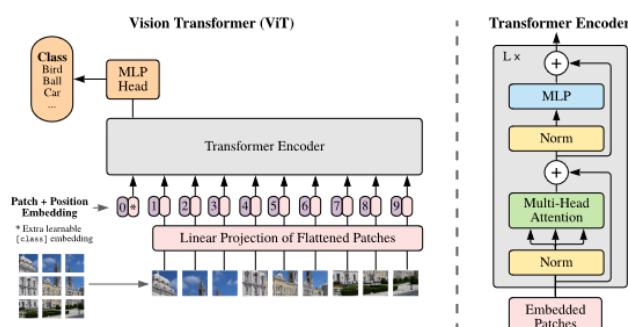 Vision Transformer (ViT)
Class
Bird
Ball
Car
...
MLP
Head
Transformer Encoder
Patch + Position
Embedding
0 * 1 2 3 4 5 6 7 8 9
* Extra learnable
[class] embedding
Linear Projection of Flattened Patches
Transformer Encoder
L x
+
MLP
Norm
+
Multi-Head
Attention
Norm
Embedded
Patches